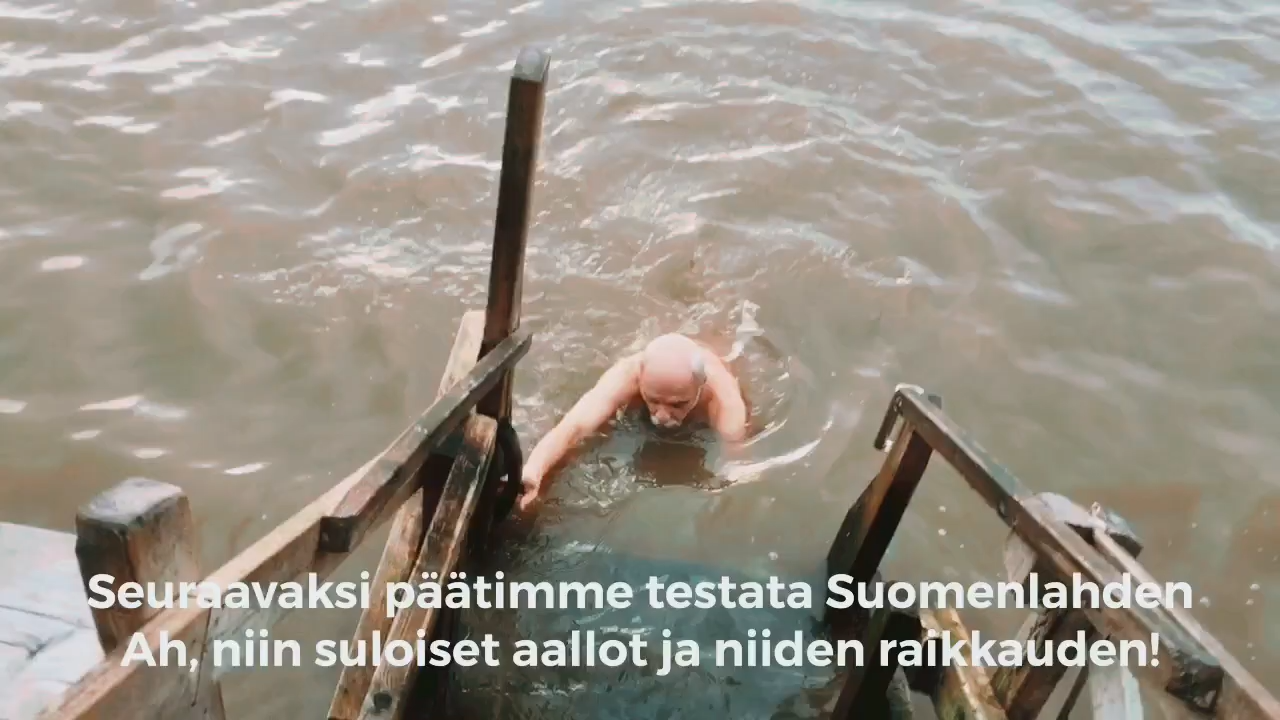 Seuraavaksi päätimme testata Suomenlahden
Ah, niin suloiset aallot ja niiden raikkauden!